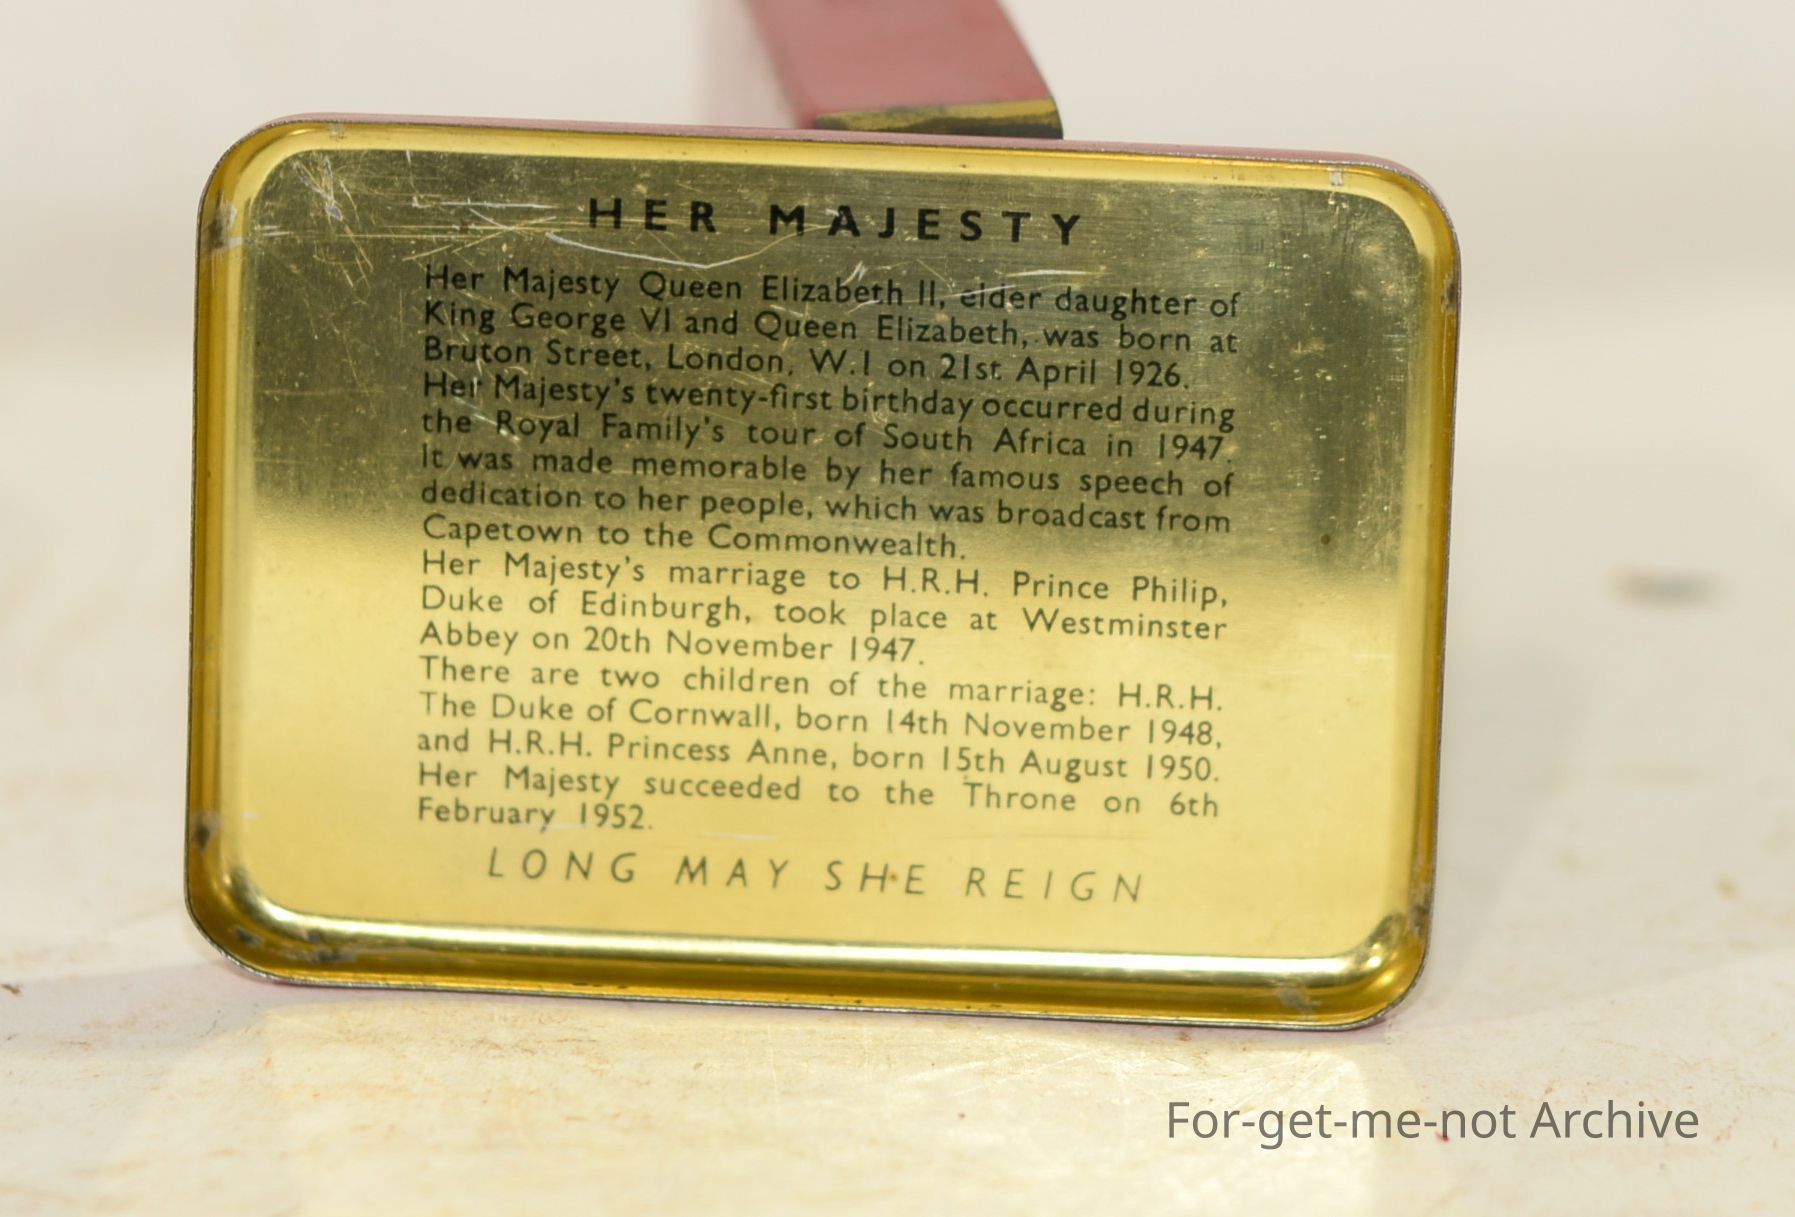 HER MAJESTY
Her Majesty Queen Elizabeth II, elder daughter of
King George VI and Queen Elizabeth, was born at
Bruton Street, London, W.1 on 21st April 1926.
Her Majesty's twenty-first birthday occurred during
the Royal Family's tour of South Africa in 1947.
It was made memorable by her famous speech of
dedication to her people, which was broadcast from
Capetown to the Commonwealth.
Her Majesty's marriage to H.R.H. Prince Philip,
Duke of Edinburgh, took place at Westminster
Abbey on 20th November 1947.
There are two children of the marriage: H.R.H.
The Duke of Cornwall, born 14th November 1948,
and H.R.H. Princess Anne, born 15th August 1950.
Her Majesty succeeded to the Throne on 6th
February 1952.
LONG MAY SHE REIGN
For-get-me-not Archive